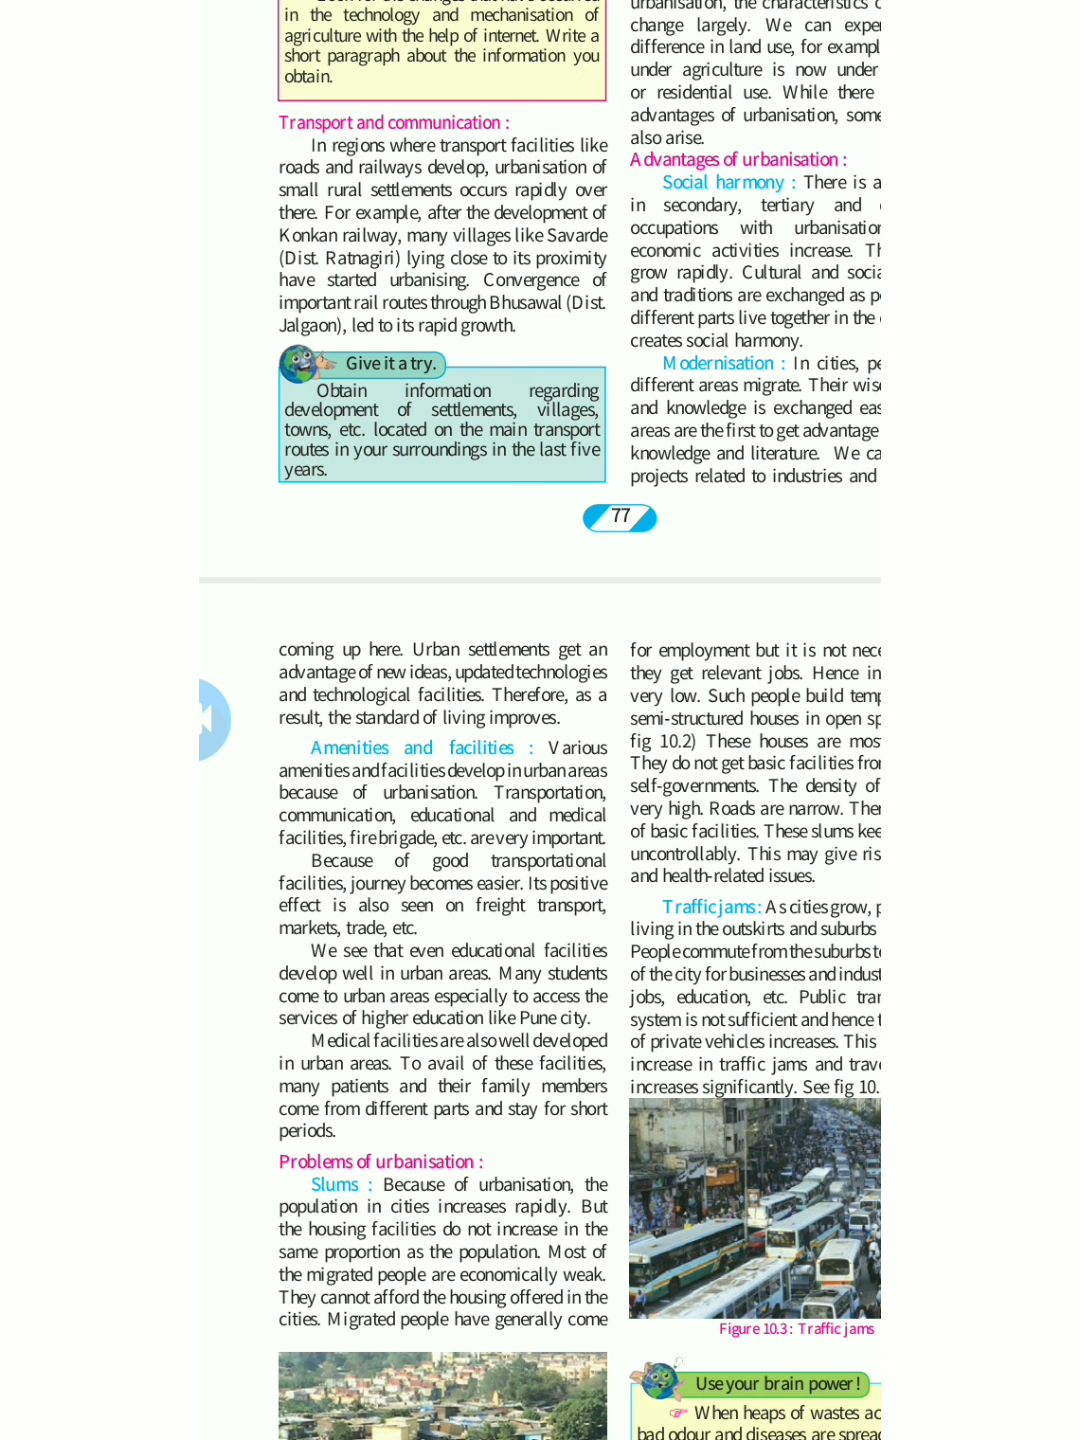 in the technology and mechanisation of
agriculture with the help of internet. Write a
short paragraph about the information you
obtain.
Transport and communication :
In regions where transport facilities like
roads and railways develop, urbanisation of
small rural settlements occurs rapidly over
there. For example, after the development of
Konkan railway, many villages like Savarde
(Dist. Ratnagiri) lying close to its proximity
have started urbanising. Convergence of
important rail routes through Bhusawal (Dist.
Jalgaon), led to its rapid growth.
Give it a try.
Obtain information regarding
development of settlements, villages,
towns, etc. located on the main transport
routes in your surroundings in the last five
years.
urbanisation, the characteristics
change largely. We can
difference in land use, for
under agriculture is now under
or residential use. While there
advantages of urbanisation,
also arise.
Advantages of urbanisation :
Social harmony : There is a
in secondary, tertiary and
occupations with
economic activities increase.
grow rapidly. Cultural and
and traditions are exchanged as
different parts live together in the
creates social harmony.
Modernisation : In cities,
different areas migrate. Their
and knowledge is exchanged
areas are the first to get advantage
knowledge and literature. We
projects related to industries and
77
coming up here. Urban settlements get an
advantage of new ideas, updated technologies
and technological facilities. Therefore, as a
result, the standard of living improves.
Amenities and facilities : Various
amenities and facilities develop in urban areas
because of urbanisation. Transportation,
communication, educational and medical
facilities, fire brigade, etc. are very important.
Because of good transportational
facilities, journey becomes easier. Its positive
effect is also seen on freight transport,
markets, trade, etc.
We see that even educational facilities
develop well in urban areas. Many students
come to urban areas especially to access the
services of higher education like Pune city.
Medical facilities are also well developed
in urban areas. To avail of these facilities,
many patients and their family members
come from different parts and stay for short
periods.
Problems of urbanisation :
Slums : Because of urbanisation, the
population in cities increases rapidly. But
the housing facilities do not increase in the
same proportion as the population. Most of
the migrated people are economically weak.
They cannot afford the housing offered in the
cities. Migrated people have generally come
for employment but it is not
they get relevant jobs. Hence in
very low. Such people build
semi-structured houses in open
fig 10.2) These houses are
They do not get basic facilities
self-governments. The density of
very high. Roads are narrow.
of basic facilities. These slums
uncontrollably. This may give
and health-related issues.
Traffic jams : As cities grow,
living in the outskirts and suburbs
People commute from the suburbs
of the city for businesses and
jobs, education, etc. Public
system is not sufficient and hence
of private vehicles increases. This
increase in traffic jams and
increases significantly. See fig 10.
Figure 10.3 : Traffic jams
Use your brain power !
When heaps of wastes
bad odour and diseases are